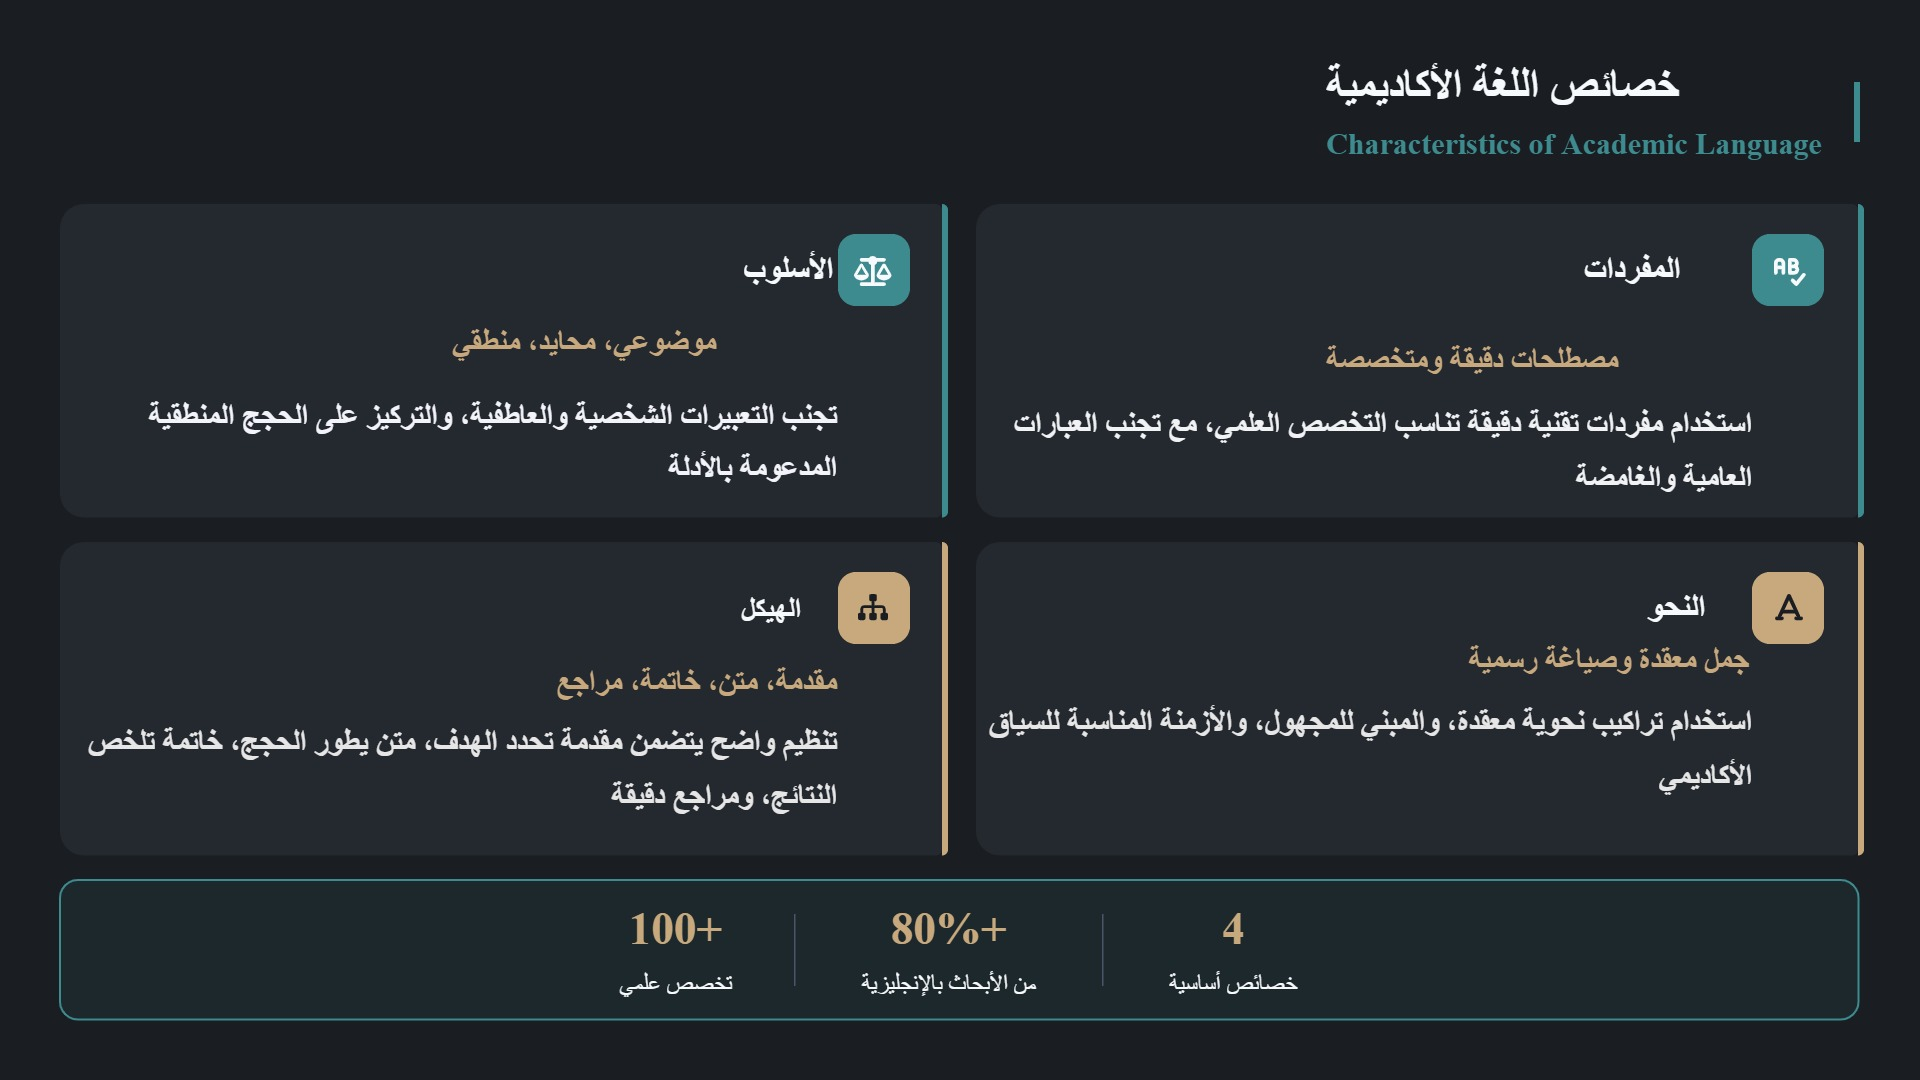 خصائص اللغة الأكاديمية
Characteristics of Academic Language
المفردات
مصطلحات دقيقة ومتخصصة
استخدام مفردات تقنية دقيقة تناسب التخصص العلمي، مع تجنب العبارات
العامية والغامضة
الأسلوب
موضوعي، محايد، منطقي
تجنب التعبيرات الشخصية والعاطفية، والتركيز على الحجج المنطقية
المدعومة بالأدلة
النحو
جمل معقدة وصياغة رسمية
استخدام تراكيب نحوية معقدة، والمبني للمجهول، والأزمنة المناسبة للسياق
الأكاديمي
الهيكل
مقدمة، متن، خاتمة، مراجع
تنظيم واضح يتضمن مقدمة تحدد الهدف، متن يطور الحجج، خاتمة تلخص
النتائج، ومراجع دقيقة
4
خصائص أساسية
80%+
من الأبحاث بالإنجليزية
100+
تخصص علمي